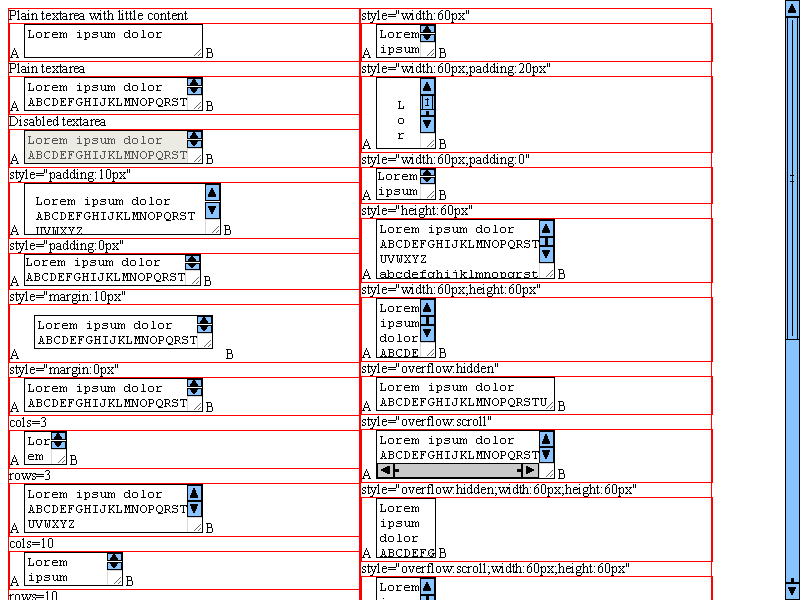 Plain textarea with little content
Lorem ipsum dolor
A B
Plain textarea
Lorem ipsum dolor
ABCDEFGHIJKLMNOPQRST
A B
Disabled textarea
Lorem ipsum dolor
ABCDEFGHIJKLMNOPQRST
A B
style="padding:10px"
Lorem ipsum dolor
ABCDEFGHIJKLMNOPQRST
UVWXYZ
A B
style="padding:0px"
Lorem ipsum dolor
ABCDEFGHIJKLMNOPQRST
A B
style="margin:10px"
Lorem ipsum dolor
ABCDEFGHIJKLMNOPQRST
A B
style="margin:0px"
Lorem ipsum dolor
ABCDEFGHIJKLMNOPQRST
A B
cols=3
Lor
em
A B
rows=3
Lorem ipsum dolor
ABCDEFGHIJKLMNOPQRST
UVWXYZ
A B
cols=10
Lorem
ipsum
A B
rows=10
style="width:60px"
Lorem
ipsum
A B
style="width:60px;padding:20px"
L
o
r
A B
style="width:60px;padding:0"
Lorem
ipsum
A B
style="height:60px"
Lorem ipsum dolor
ABCDEFGHIJKLMNOPQRST
UVWXYZ
abcdefghijklmnopqrst
A B
style="width:60px;height:60px"
Lorem
ipsum
dolor
ABCDE
A B
style="overflow:hidden"
Lorem ipsum dolor
ABCDEFGHIJKLMNOPQRSTU
A B
style="overflow:scroll"
Lorem ipsum dolor
ABCDEFGHIJKLMNOPQRST
A B
style="overflow:hidden;width:60px;height:60px"
Lorem
ipsum
dolor
ABCDEFG
A B
style="overflow:scroll;width:60px;height:60px"
Lorem